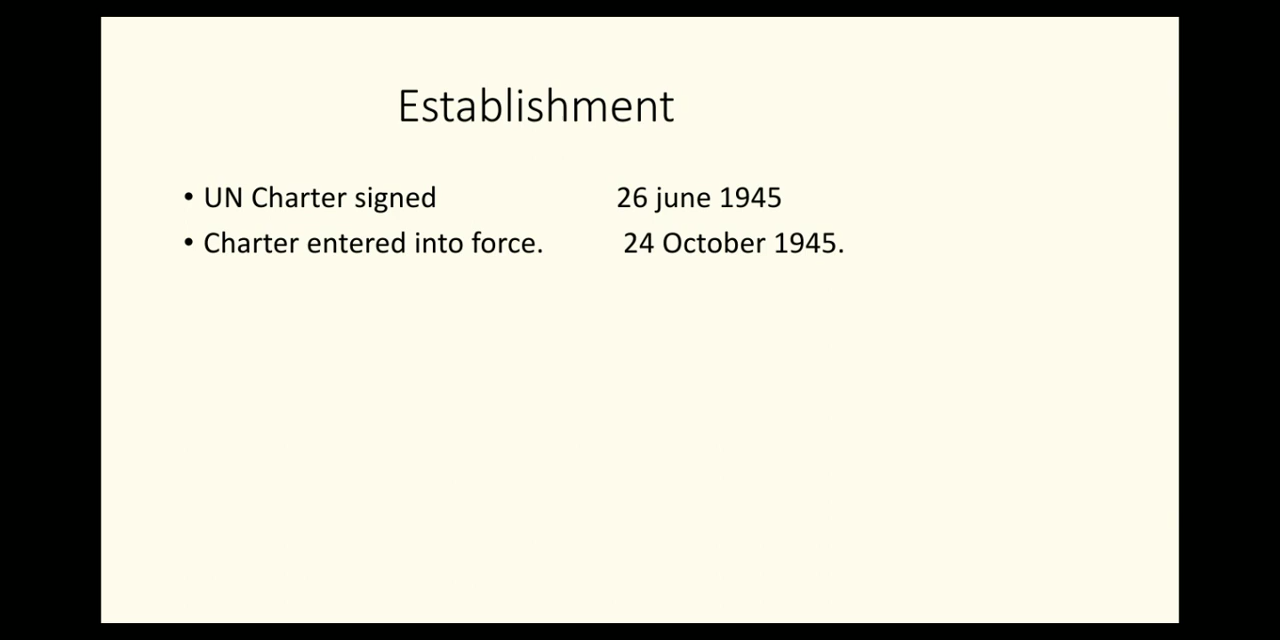 Establishment
• UN Charter signed 26 june 1945
• Charter entered into force. 24 October 1945.